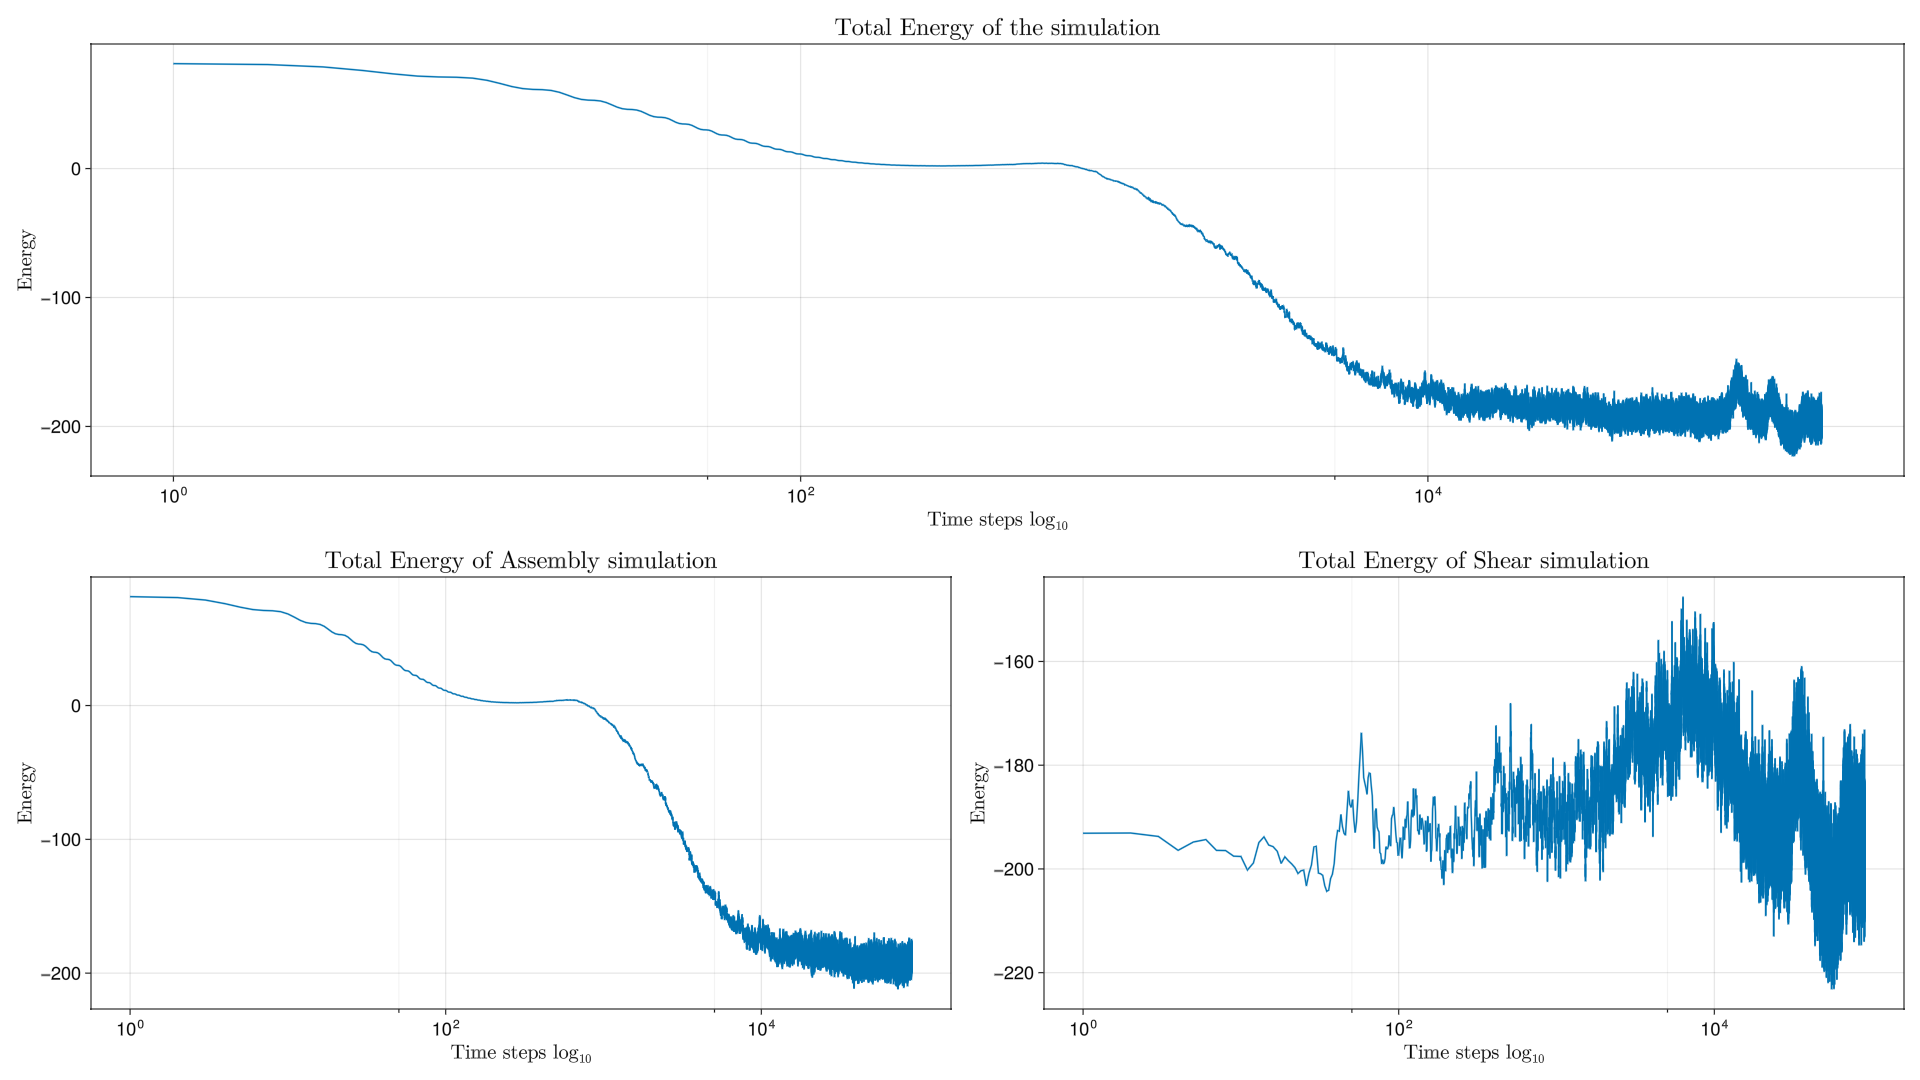 Total Energy of the simulation
Energy
0
−100
−200
10⁰ 10² 10⁴
Time steps log₁₀
Total Energy of Assembly simulation
Energy
0
−100
−200
10⁰ 10² 10⁴
Time steps log₁₀
Total Energy of Shear simulation
Energy
−160
−180
−200
−220
10⁰ 10² 10⁴
Time steps log₁₀